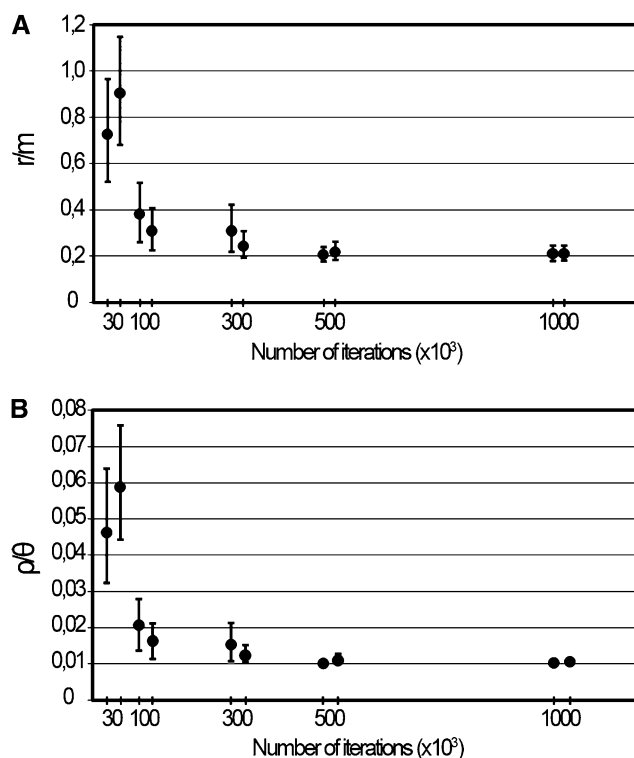 A
1,2
1,0
0,8
0,6
0,4
0,2
0
r/m
30 100 300 500 1000
Number of iterations (x10³)
B
0,08
0,07
0,06
0,05
0,04
0,03
0,02
0,01
0
ρ/θ
30 100 300 500 1000
Number of iterations (x10³)